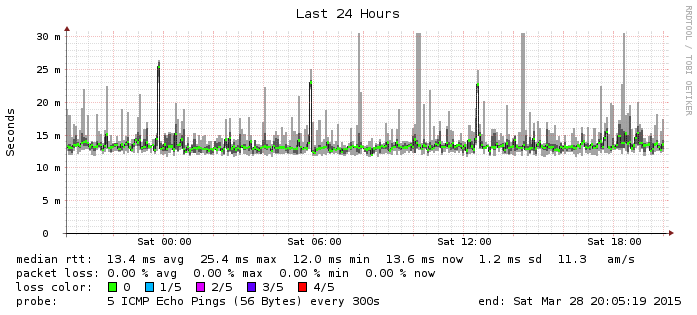 Last 24 Hours
RRDTOOL / TOBI OETIKER
Seconds
30 m
25 m
20 m
15 m
10 m
5 m
0
Sat 00:00 Sat 06:00 Sat 12:00 Sat 18:00
median rtt: 13.4 ms avg 25.4 ms max 12.0 ms min 13.6 ms now 1.2 ms sd 11.3 am/s
packet loss: 0.00 % avg 0.00 % max 0.00 % min 0.00 % now
loss color: 0 1/5 2/5 3/5 4/5
probe: 5 ICMP Echo Pings (56 Bytes) every 300s end: Sat Mar 28 20:05:19 2015